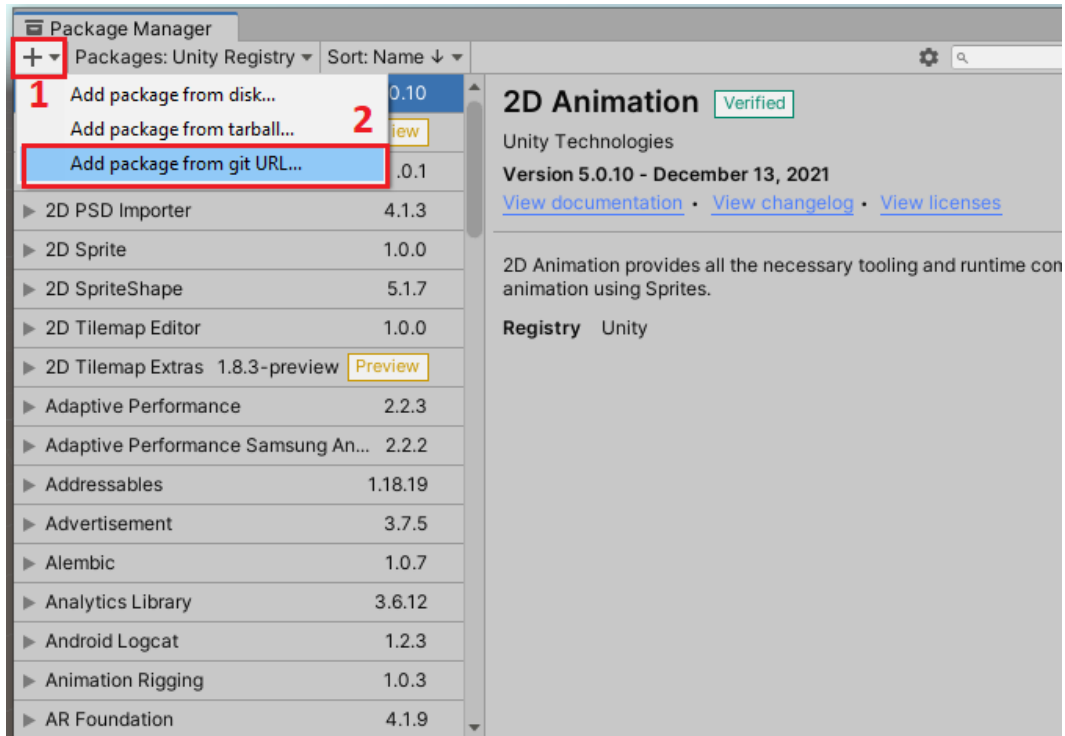 Package Manager
+ Packages: Unity Registry Sort: Name ↓
1
Add package from disk...
0.10
Add package from tarball...
2
iew
Add package from git URL...
.0.1
2D PSD Importer 4.1.3
2D Sprite 1.0.0
2D SpriteShape 5.1.7
2D Tilemap Editor 1.0.0
2D Tilemap Extras 1.8.3-preview Preview
Adaptive Performance 2.2.3
Adaptive Performance Samsung An... 2.2.2
Addressables 1.18.19
Advertisement 3.7.5
Alembic 1.0.7
Analytics Library 3.6.12
Android Logcat 1.2.3
Animation Rigging 1.0.3
AR Foundation 4.1.9
2D Animation Verified
Unity Technologies
Version 5.0.10 - December 13, 2021
View documentation • View changelog • View licenses
2D Animation provides all the necessary tooling and runtime com
animation using Sprites.
Registry Unity